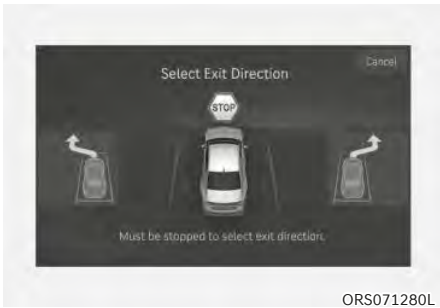 Cancel
Select Exit Direction
STOP
Must be stopped to select exit direction.
ORS071280L